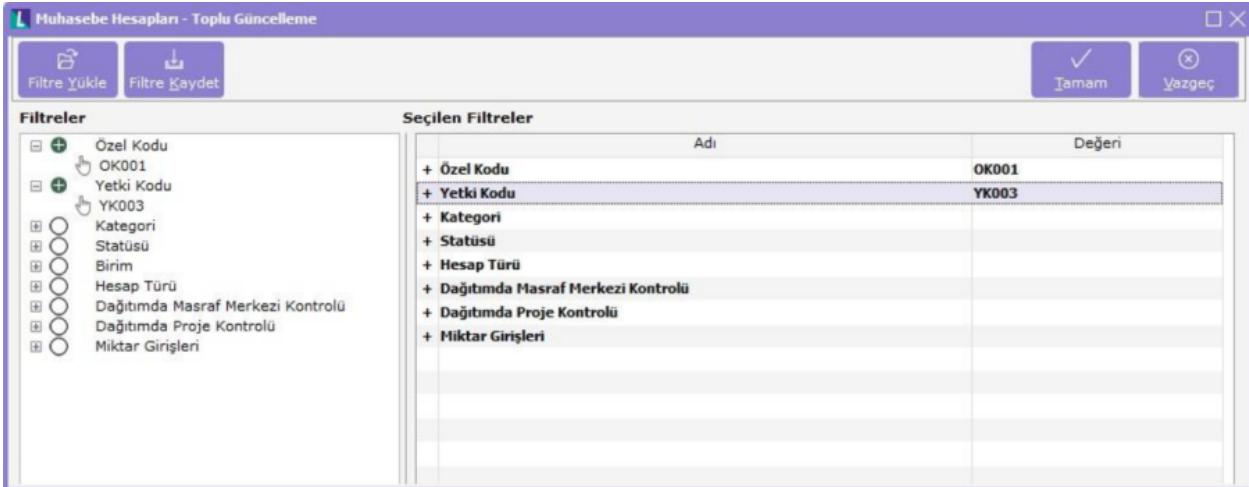 Muhasebe Hesapları - Toplu Güncelleme
Filtre Yükle Filtre Kaydet Tamam Vazgeç
Filtreler Seçilen Filtreler
Özel Kodu
OK001
Yetki Kodu
YK003
Kategori
Statüsü
Birim
Hesap Türü
Dağıtımda Masraf Merkezi Kontrolü
Dağıtımda Proje Kontrolü
Miktar Girişleri
Adı Değeri
+ Özel Kodu OK001
+ Yetki Kodu YK003
+ Kategori
+ Statüsü
+ Hesap Türü
+ Dağıtımda Masraf Merkezi Kontrolü
+ Dağıtımda Proje Kontrolü
+ Miktar Girişleri